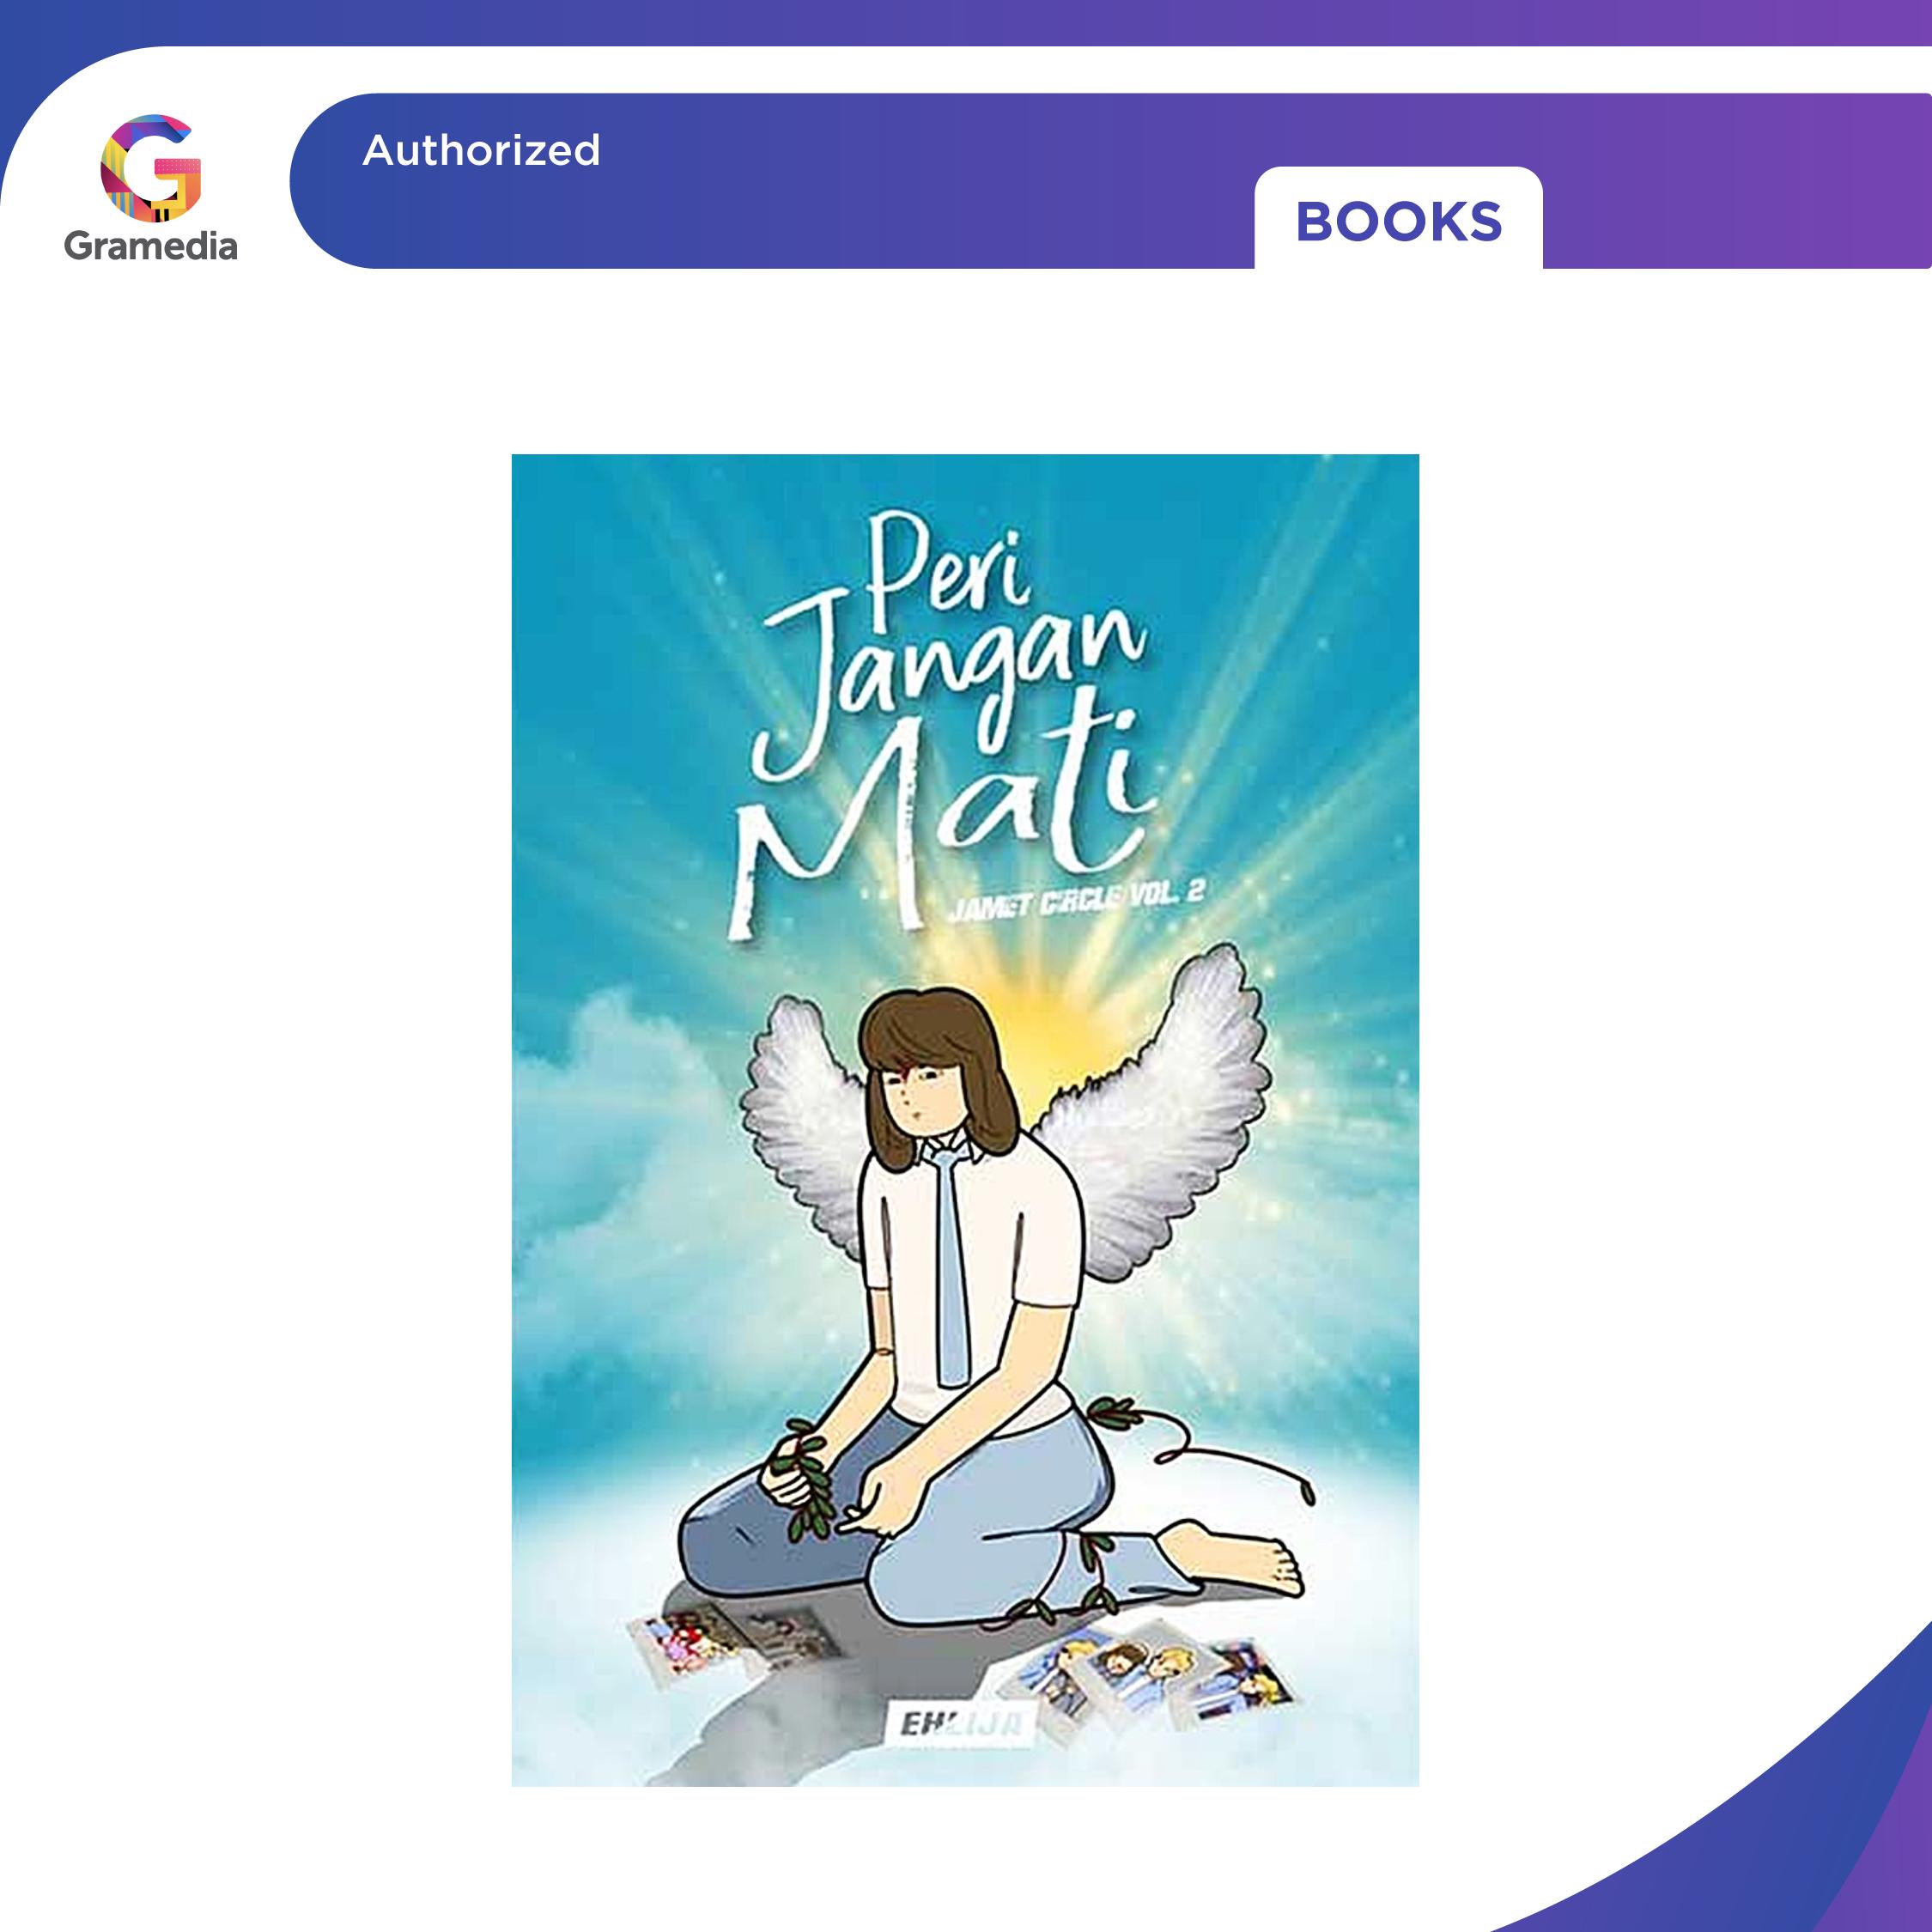 Gramedia
Authorized
BOOKS
Peri
Jangan
Mati
JAMET CIRCLE VOL. 2
EHLIJA